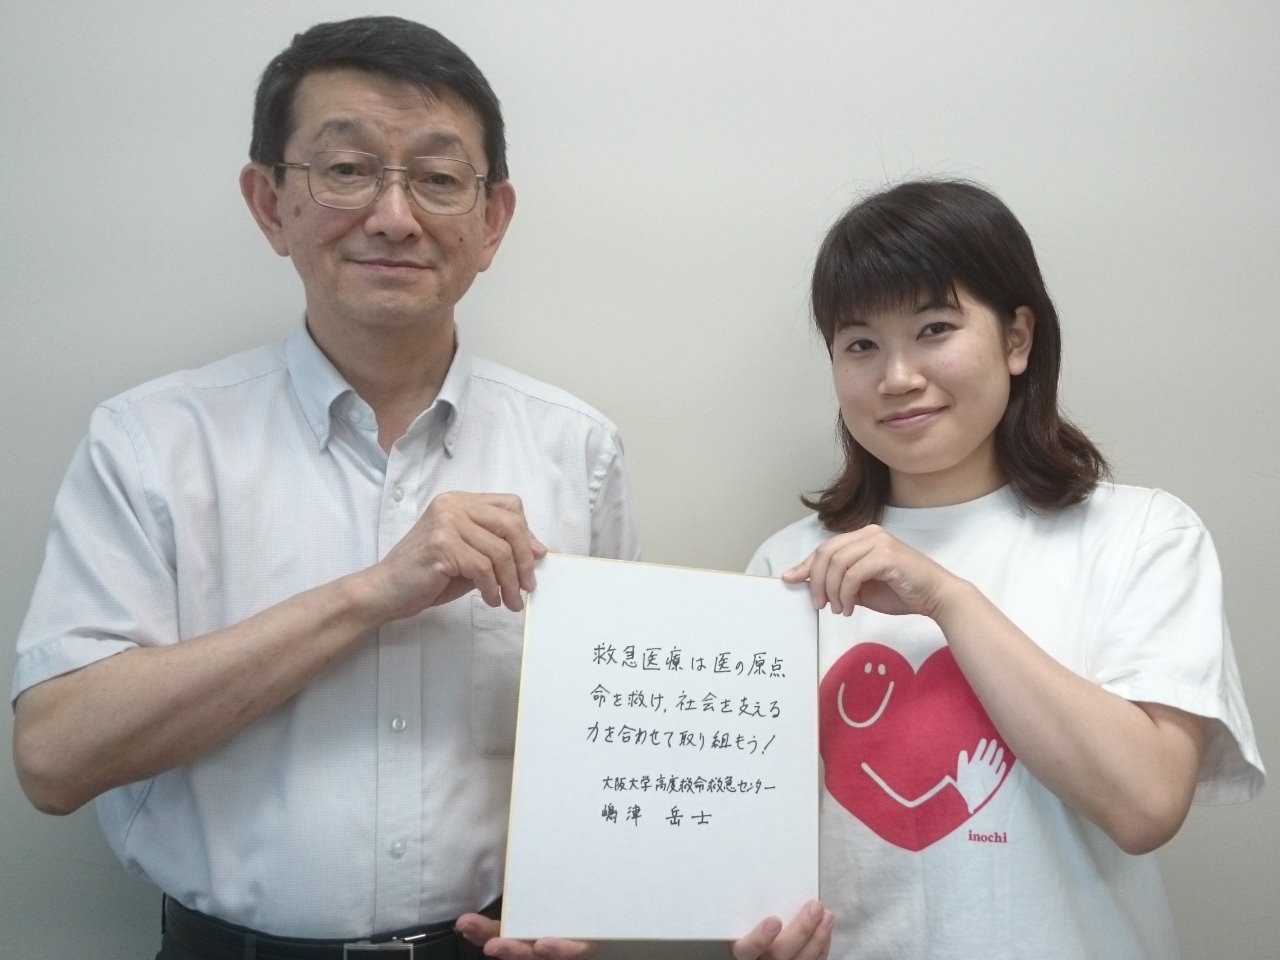 救急医療は医の原点
命を救け,社会を支える
力を合わせて取り組もう!
大阪大学高度救命救急センター
嶋津 岳士
inochi